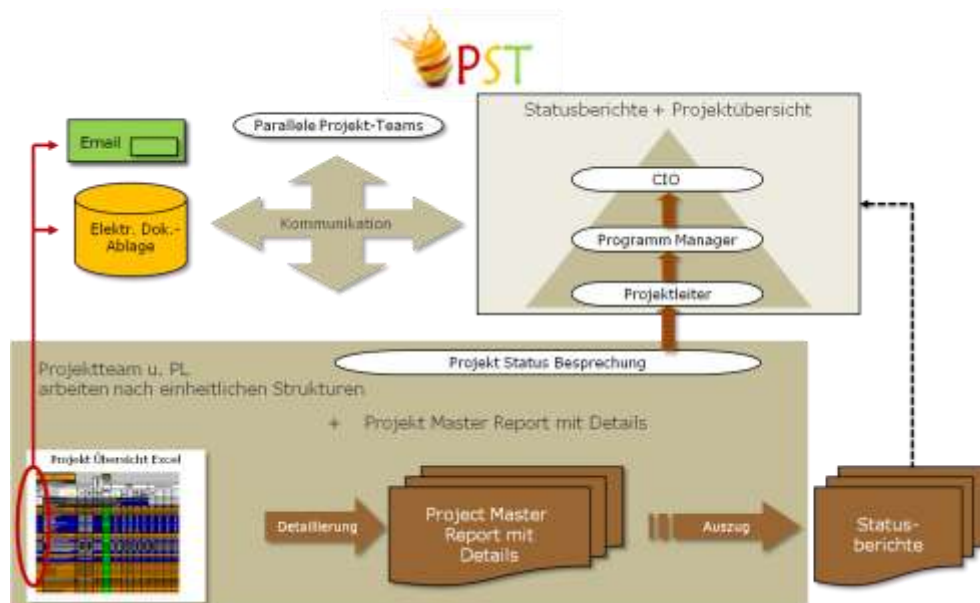 PST
Statusberichte + Projektübersicht
Email
Parallele Projekt-Teams
CIO
Elektr. Dok.-
Ablage
Kommunikation
Programm Manager
Projektleiter
Projekt Status Besprechung
Projektteam u. PL
arbeiten nach einheitlichen Strukturen
+ Projekt Master Report mit Details
Projekt Übersicht Excel
Detaillierung
Project Master
Report mit
Details
Auszug
Status-
berichte